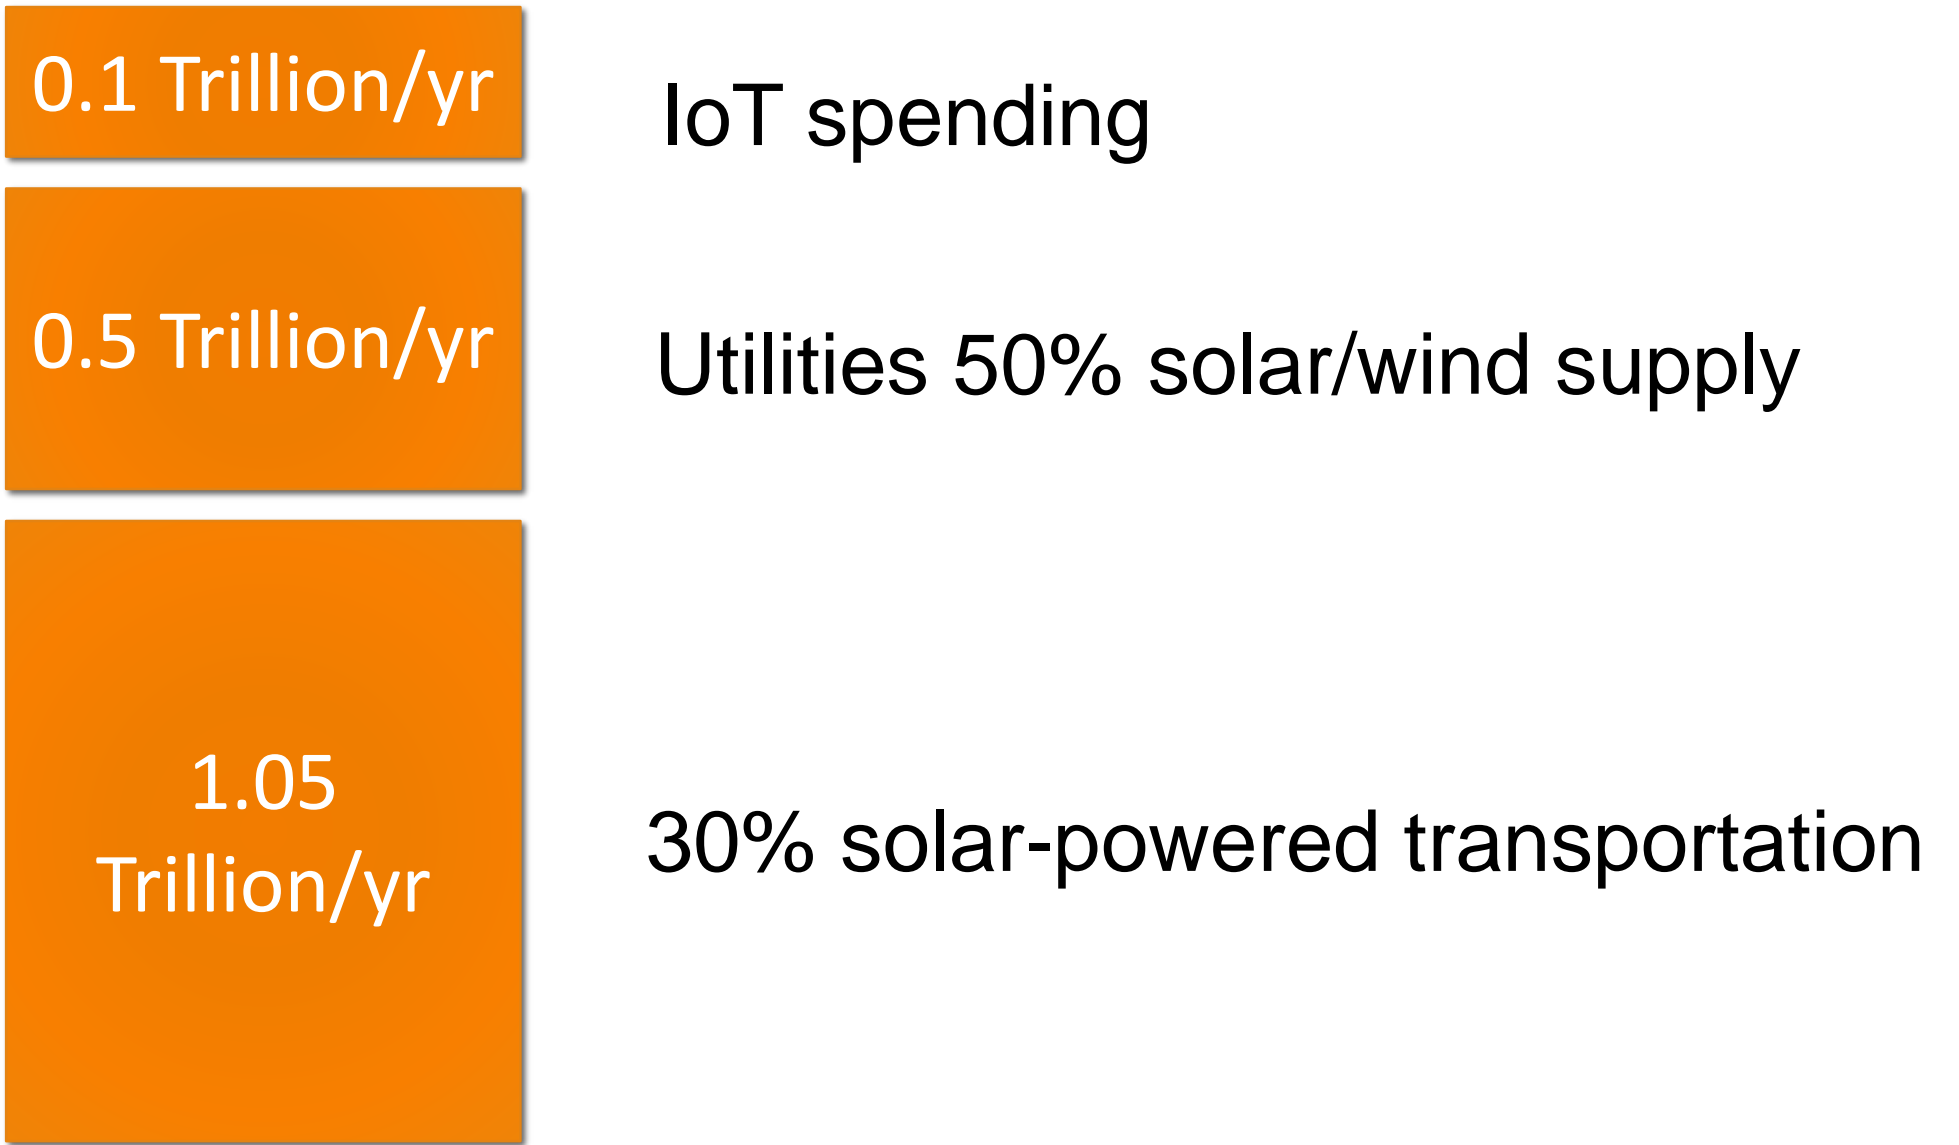 0.1 Trillion/yr
IoT spending
0.5 Trillion/yr
Utilities 50% solar/wind supply
1.05
Trillion/yr
30% solar-powered transportation